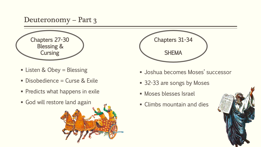 Deuteronomy – Part 3
Chapters 27-30
Blessing &
Cursing
• Listen & Obey = Blessing
• Disobedience = Curse & Exile
• Predicts what happens in exile
• God will restore land again
Chapters 31-34
SHEMA
• Joshua becomes Moses' successor
• 32-33 are songs by Moses
• Moses blesses Israel
• Climbs mountain and dies